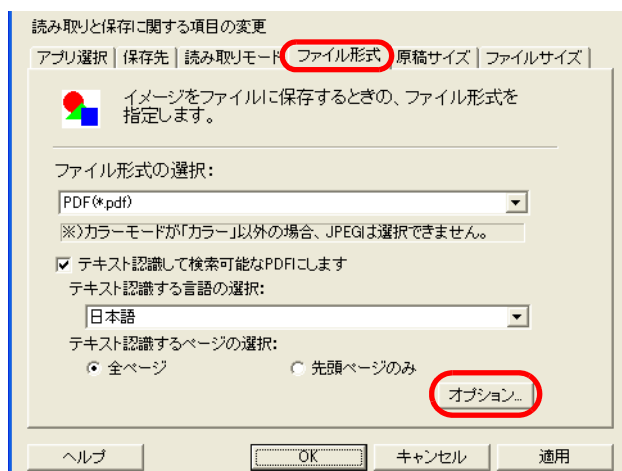 読み取りと保存に関する項目の変更
アプリ選択 保存先 読み取りモード ファイル形式 原稿サイズ ファイルサイズ
イメージをファイルに保存するときの、ファイル形式を
指定します。
ファイル形式の選択:
PDF(*.pdf)
※)カラーモードが「カラー」以外の場合、JPEGは選択できません。
テキスト認識して検索可能なPDFにします
テキスト認識する言語の選択:
日本語
テキスト認識するページの選択:
全ページ 先頭ページのみ
オプション...
ヘルプ OK キャンセル 適用